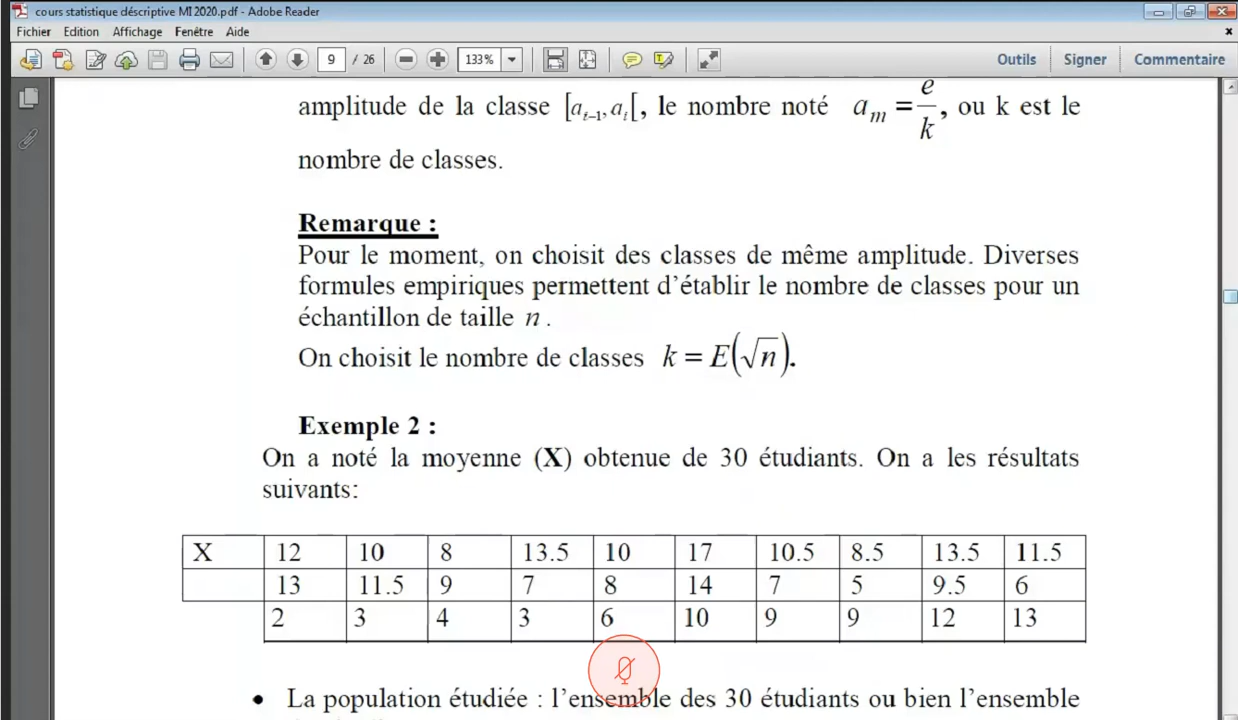 cours statistique déscriptive MI 2020.pdf - Adobe Reader
Fichier Edition Affichage Fenêtre Aide
9 / 26 133% Outils Signer Commentaire
amplitude de la classe [a_{i-1}, a_i[, le nombre noté a_m = e/k, ou k est le
nombre de classes.
Remarque :
Pour le moment, on choisit des classes de même amplitude. Diverses
formules empiriques permettent d’établir le nombre de classes pour un
échantillon de taille n .
On choisit le nombre de classes k = E(√n).
Exemple 2 :
On a noté la moyenne (X) obtenue de 30 étudiants. On a les résultats
suivants:
X 12 10 8 13.5 10 17 10.5 8.5 13.5 11.5
13 11.5 9 7 8 14 7 5 9.5 6
2 3 4 3 6 10 9 9 12 13
• La population étudiée : l’ensemble des 30 étudiants ou bien l’ensemble